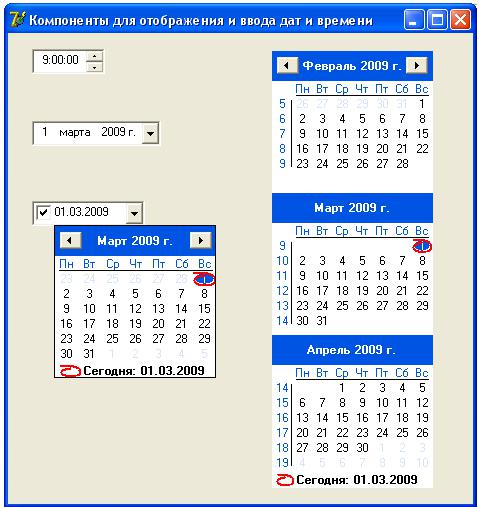 Компоненты для отображения и ввода дат и времени
9:00:00
1 марта 2009 г.
01.03.2009
Март 2009 г.
Пн Вт Ср Чт Пт Сб Вс
23 24 25 26 27 28 1
2 3 4 5 6 7 8
9 10 11 12 13 14 15
16 17 18 19 20 21 22
23 24 25 26 27 28 29
30 31 1 2 3 4 5
Сегодня: 01.03.2009
Февраль 2009 г.
Пн Вт Ср Чт Пт Сб Вс
5 26 27 28 29 30 31 1
6 2 3 4 5 6 7 8
7 9 10 11 12 13 14 15
8 16 17 18 19 20 21 22
9 23 24 25 26 27 28
Март 2009 г.
Пн Вт Ср Чт Пт Сб Вс
9 1
10 2 3 4 5 6 7 8
11 9 10 11 12 13 14 15
12 16 17 18 19 20 21 22
13 23 24 25 26 27 28 29
14 30 31
Апрель 2009 г.
Пн Вт Ср Чт Пт Сб Вс
14 1 2 3 4 5
15 6 7 8 9 10 11 12
16 13 14 15 16 17 18 19
17 20 21 22 23 24 25 26
18 27 28 29 30 1 2 3
19 4 5 6 7 8 9 10
Сегодня: 01.03.2009